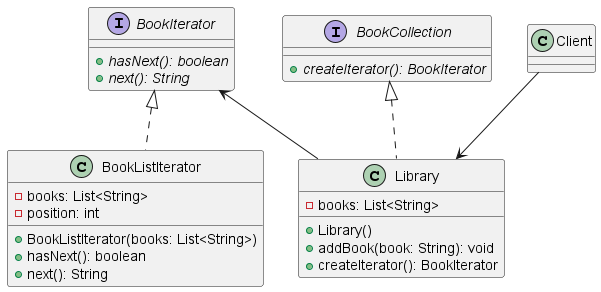 I BookIterator
hasNext(): boolean
next(): String
I BookCollection
createIterator(): BookIterator
C Client
C BookListIterator
books: List<String>
position: int
BookListIterator(books: List<String>)
hasNext(): boolean
next(): String
C Library
books: List<String>
Library()
addBook(book: String): void
createIterator(): BookIterator